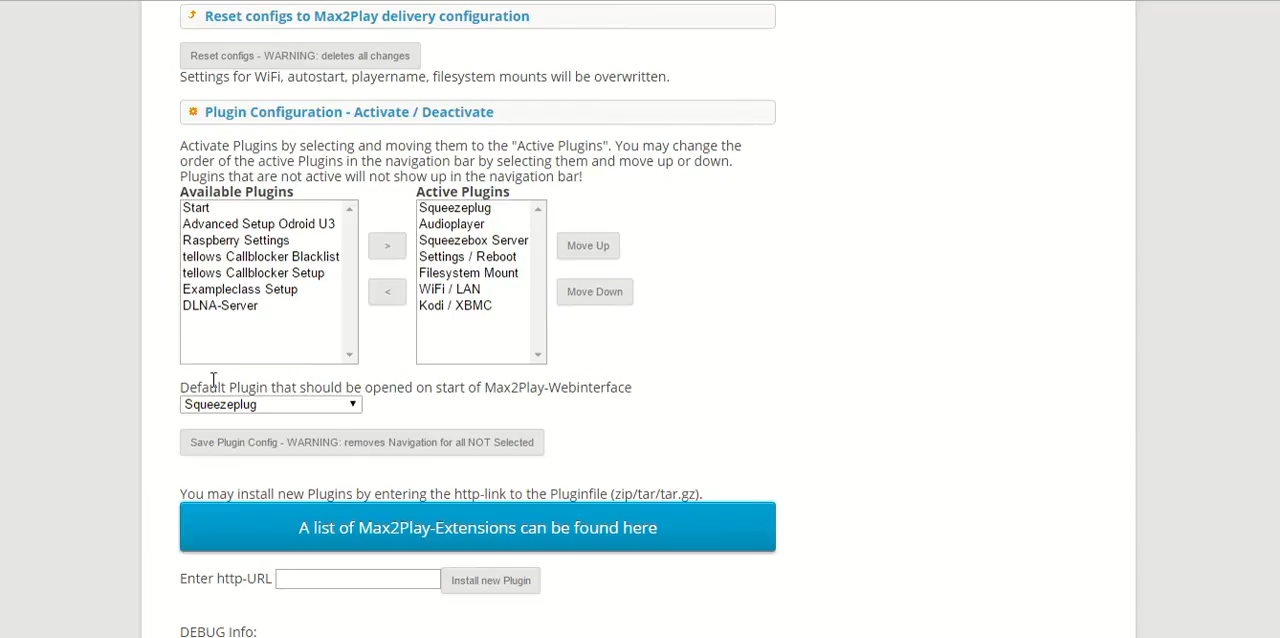 Reset configs to Max2Play delivery configuration
Reset configs - WARNING: deletes all changes
Settings for WiFi, autostart, playername, filesystem mounts will be overwritten.
Plugin Configuration - Activate / Deactivate
Activate Plugins by selecting and moving them to the "Active Plugins". You may change the
order of the active Plugins in the navigation bar by selecting them and move up or down.
Plugins that are not active will not show up in the navigation bar!
Available Plugins
Start
Advanced Setup Odroid U3
Raspberry Settings
tellows Callblocker Blacklist
tellows Callblocker Setup
Exampleclass Setup
DLNA-Server
>
<
Active Plugins
Squeezeplug
Audioplayer
Squeezebox Server
Settings / Reboot
Filesystem Mount
WiFi / LAN
Kodi / XBMC
Move Up
Move Down
Default Plugin that should be opened on start of Max2Play-Webinterface
Squeezeplug
Save Plugin Config - WARNING: removes Navigation for all NOT Selected
You may install new Plugins by entering the http-link to the Pluginfile (zip/tar/tar.gz).
A list of Max2Play-Extensions can be found here
Enter http-URL
Install new Plugin
DEBUG Info: